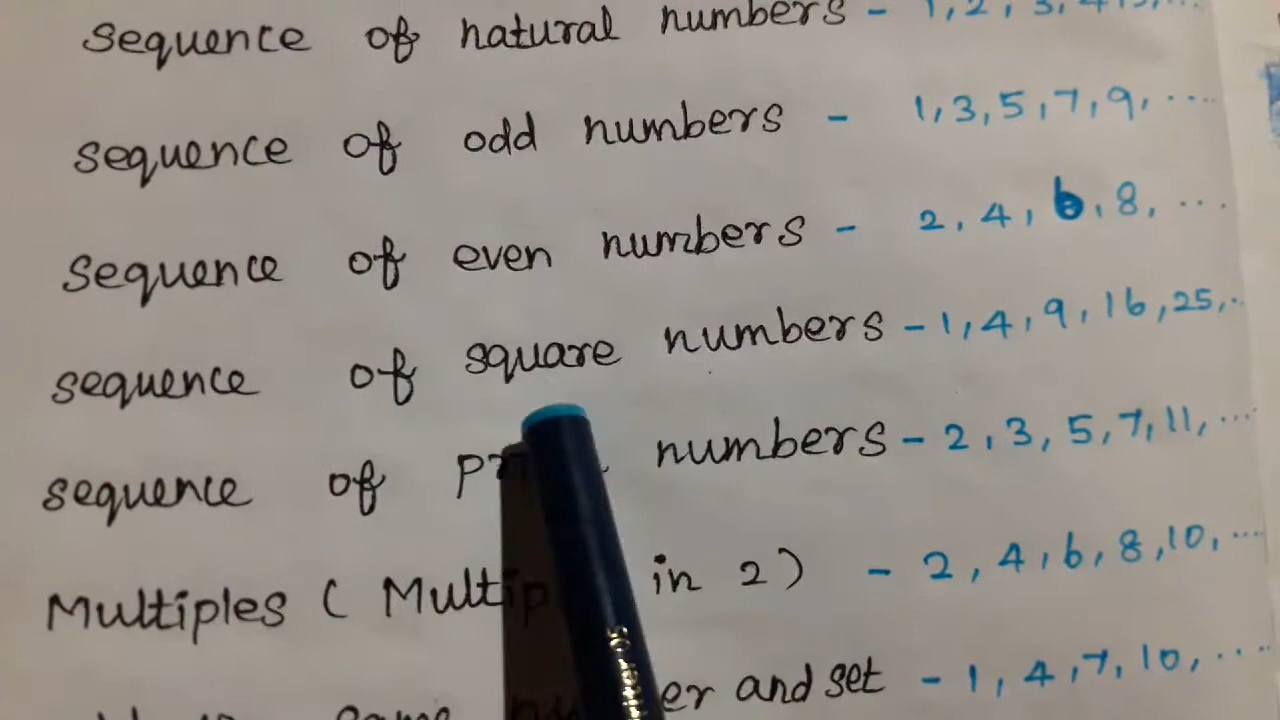 sequence of natural numbers - 1, 2, 3, 4, 5, ...
sequence of odd numbers - 1, 3, 5, 7, 9, ....
sequence of even numbers - 2, 4, 6, 8, ...
sequence of square numbers - 1, 4, 9, 16, 25, ..
sequence of numbers - 2, 3, 5, 7, 11, ...
Multiples ( in 2 ) - 2, 4, 6, 8, 10, ....
and set - 1, 4, 7, 10, ....